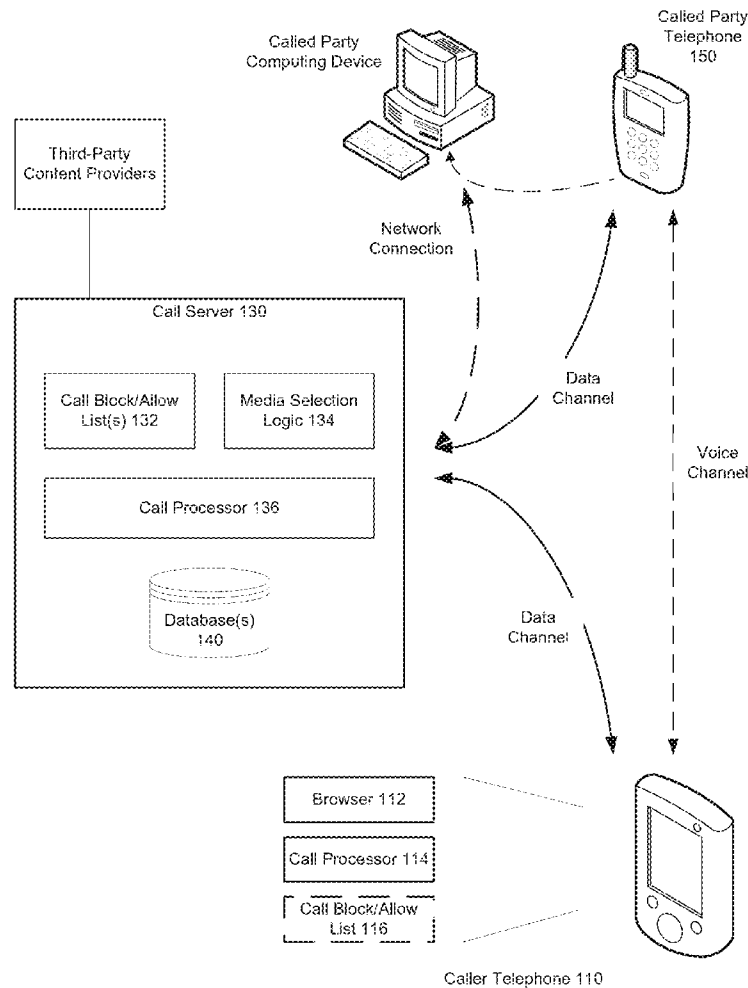 Called Party
Computing Device
Called Party
Telephone
150
Third-Party
Content Providers
Network
Connection
Call Server 130
Call Block/Allow
List(s) 132
Media Selection
Logic 134
Data
Channel
Voice
Channel
Call Processor 136
Database(s)
140
Data
Channel
Browser 112
Call Processor 114
Call Block/Allow
List 116
Caller Telephone 110